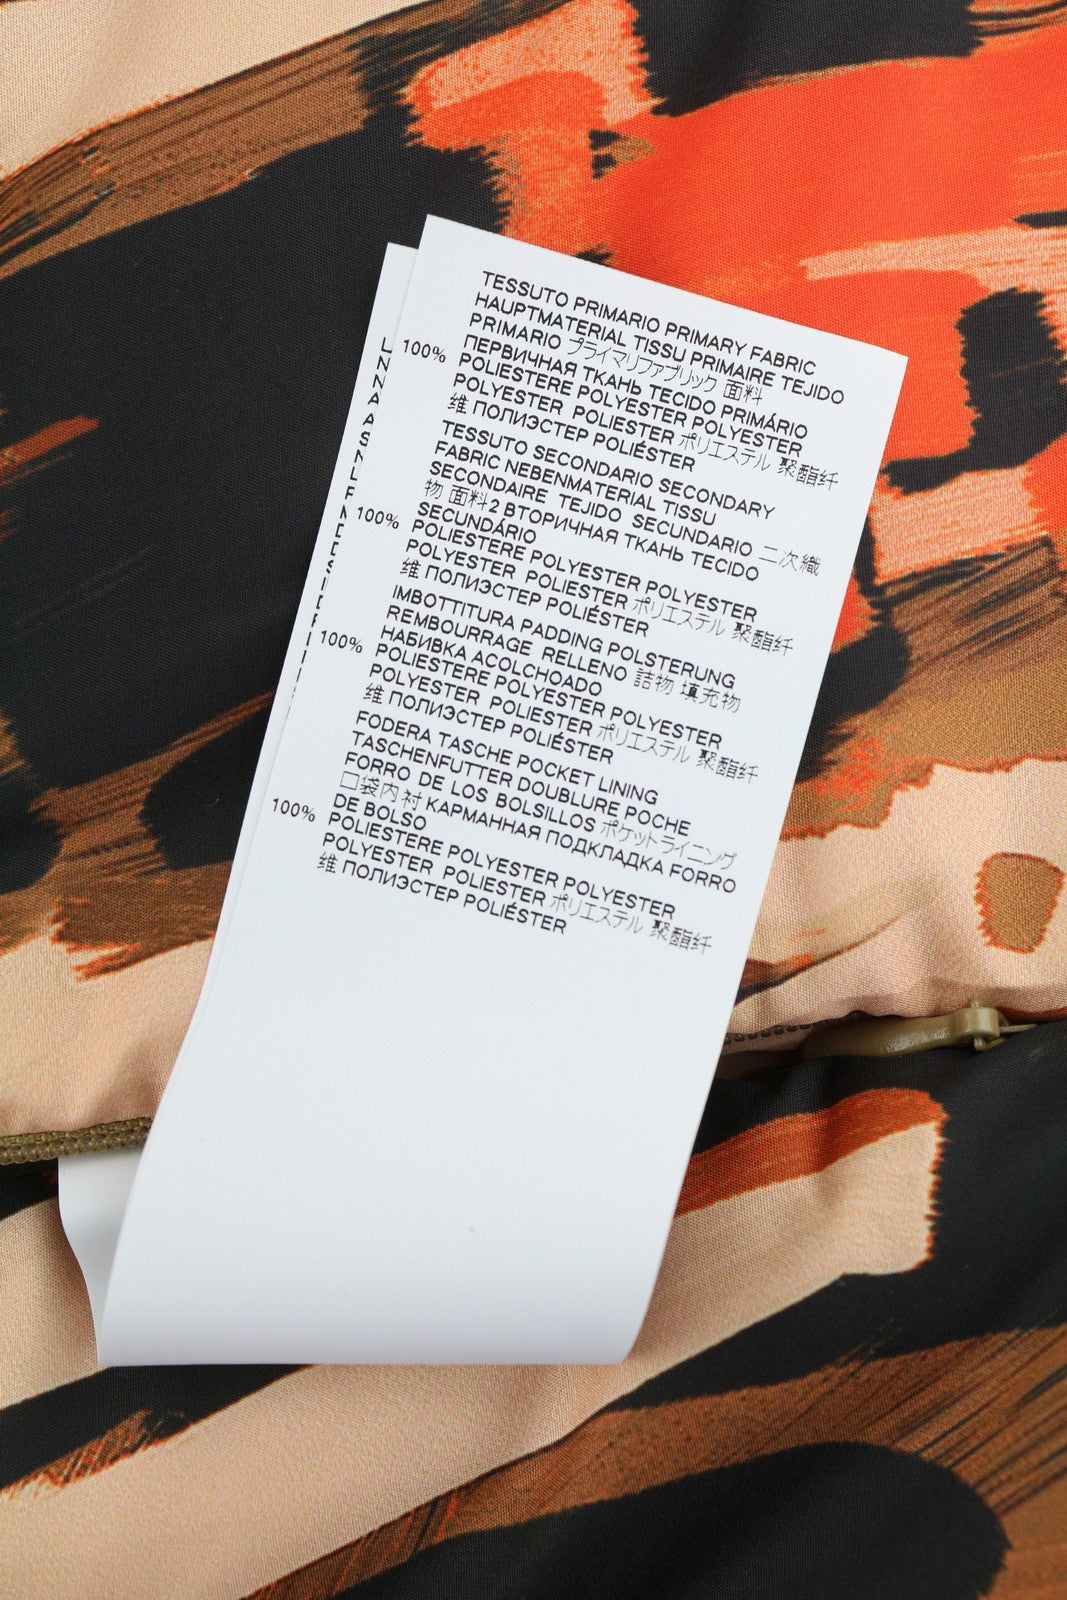 TESSUTO PRIMARIO PRIMARY FABRIC
HAUPTMATERIAL TISSU PRIMAIRE TEJIDO
PRIMARIO プライマリファブリック 面料
ПЕРВИЧНАЯ ТКАНЬ TECIDO PRIMÁRIO
100% POLIESTERE POLYESTER POLYESTER
POLYESTER POLIESTER ポリエステル 聚酯纤
维 ПОЛИЭСТЕР POLIÉSTER
TESSUTO SECONDARIO SECONDARY
FABRIC NEBENMATERIAL TISSU
SECONDAIRE TEJIDO SECUNDARIO 二次織
物 面料2 ВТОРИЧНАЯ ТКАНЬ TECIDO
SECUNDÁRIO
100% POLIESTERE POLYESTER POLYESTER
POLYESTER POLIESTER ポリエステル 聚酯纤
维 ПОЛИЭСТЕР POLIÉSTER
IMBOTTITURA PADDING POLSTERUNG
REMBOURRAGE RELLENO 詰物 填充物
НАБИВКА ACOLCHOADO
100% POLIESTERE POLYESTER POLYESTER
POLYESTER POLIESTER ポリエステル 聚酯纤
维 ПОЛИЭСТЕР POLIÉSTER
FODERA TASCHE POCKET LINING
TASCHENFUTTER DOUBLURE POCHE
FORRO DE LOS BOLSILLOS ポケットライニング
口袋内衬 КАРМАННАЯ ПОДКЛАДКА FORRO
DE BOLSO
100% POLIESTERE POLYESTER POLYESTER
POLYESTER POLIESTER ポリエステル 聚酯纤
维 ПОЛИЭСТЕР POLIÉSTER